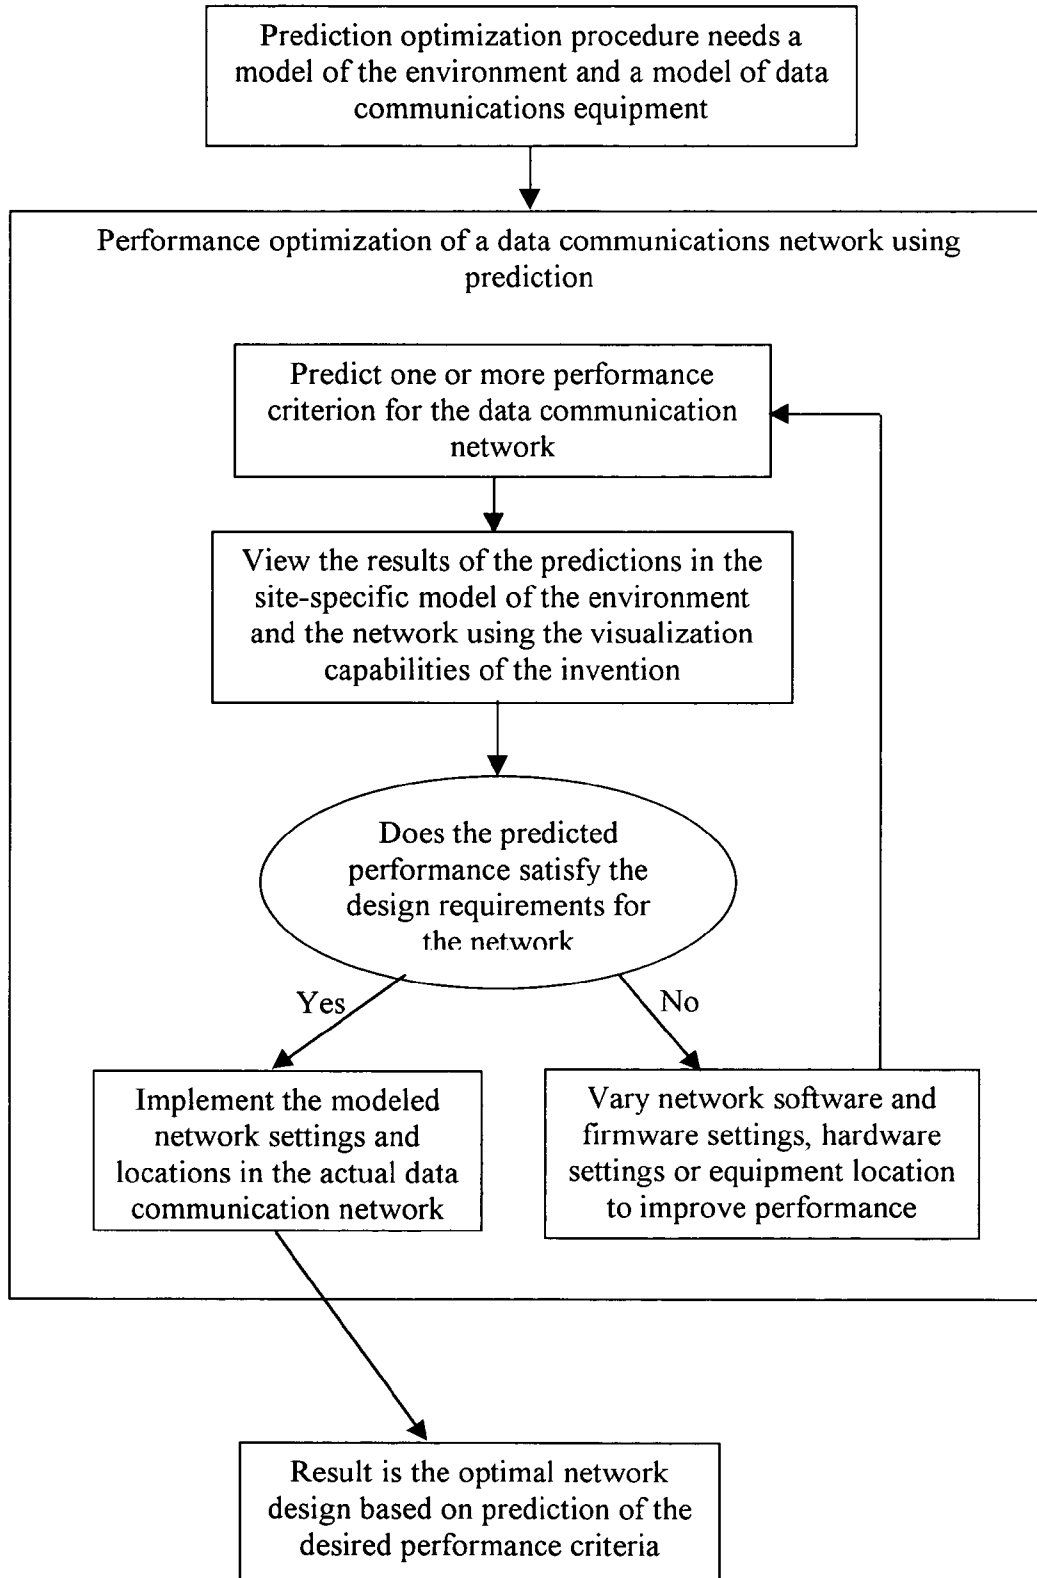 Prediction optimization procedure needs a
model of the environment and a model of data
communications equipment
Performance optimization of a data communications network using
prediction
Predict one or more performance
criterion for the data communication
network
View the results of the predictions in the
site-specific model of the environment
and the network using the visualization
capabilities of the invention
Does the predicted
performance satisfy the
design requirements for
the network
Yes
No
Implement the modeled
network settings and
locations in the actual data
communication network
Vary network software and
firmware settings, hardware
settings or equipment location
to improve performance
Result is the optimal network
design based on prediction of the
desired performance criteria